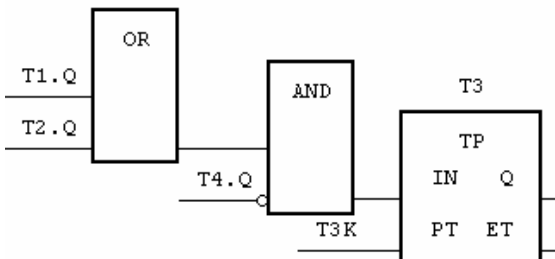 OR
T1.Q
T2.Q
AND
T4.Q
T3
TP
IN Q
T3K
PT ET